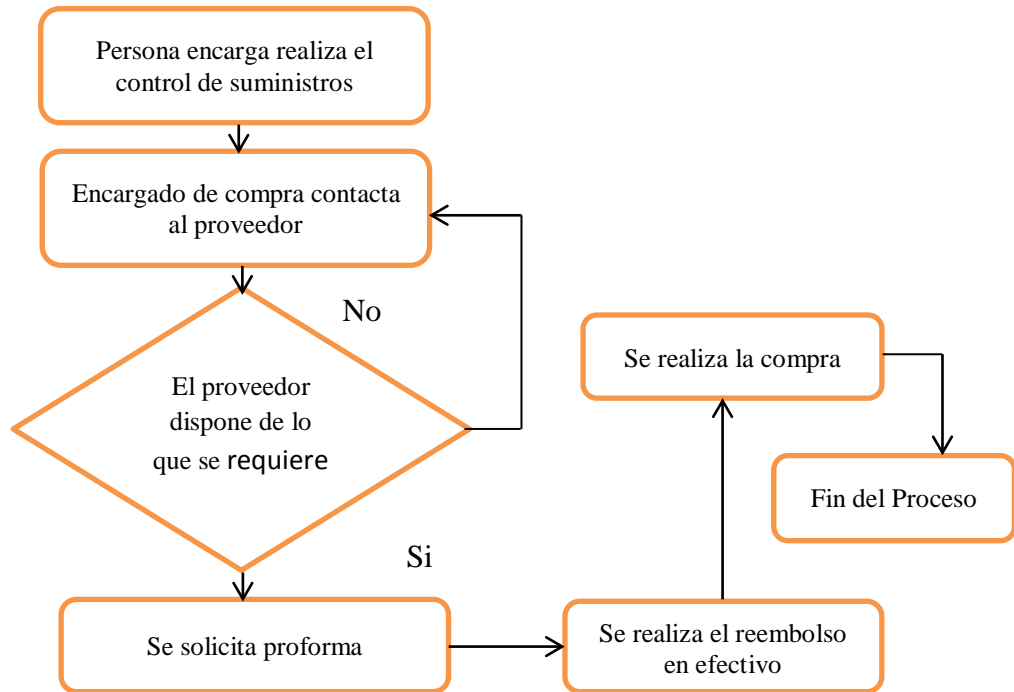 Persona encarga realiza el
control de suministros
Encargado de compra contacta
al proveedor
No
El proveedor
dispone de lo
que se requiere
Si
Se solicita proforma
Se realiza el reembolso
en efectivo
Se realiza la compra
Fin del Proceso